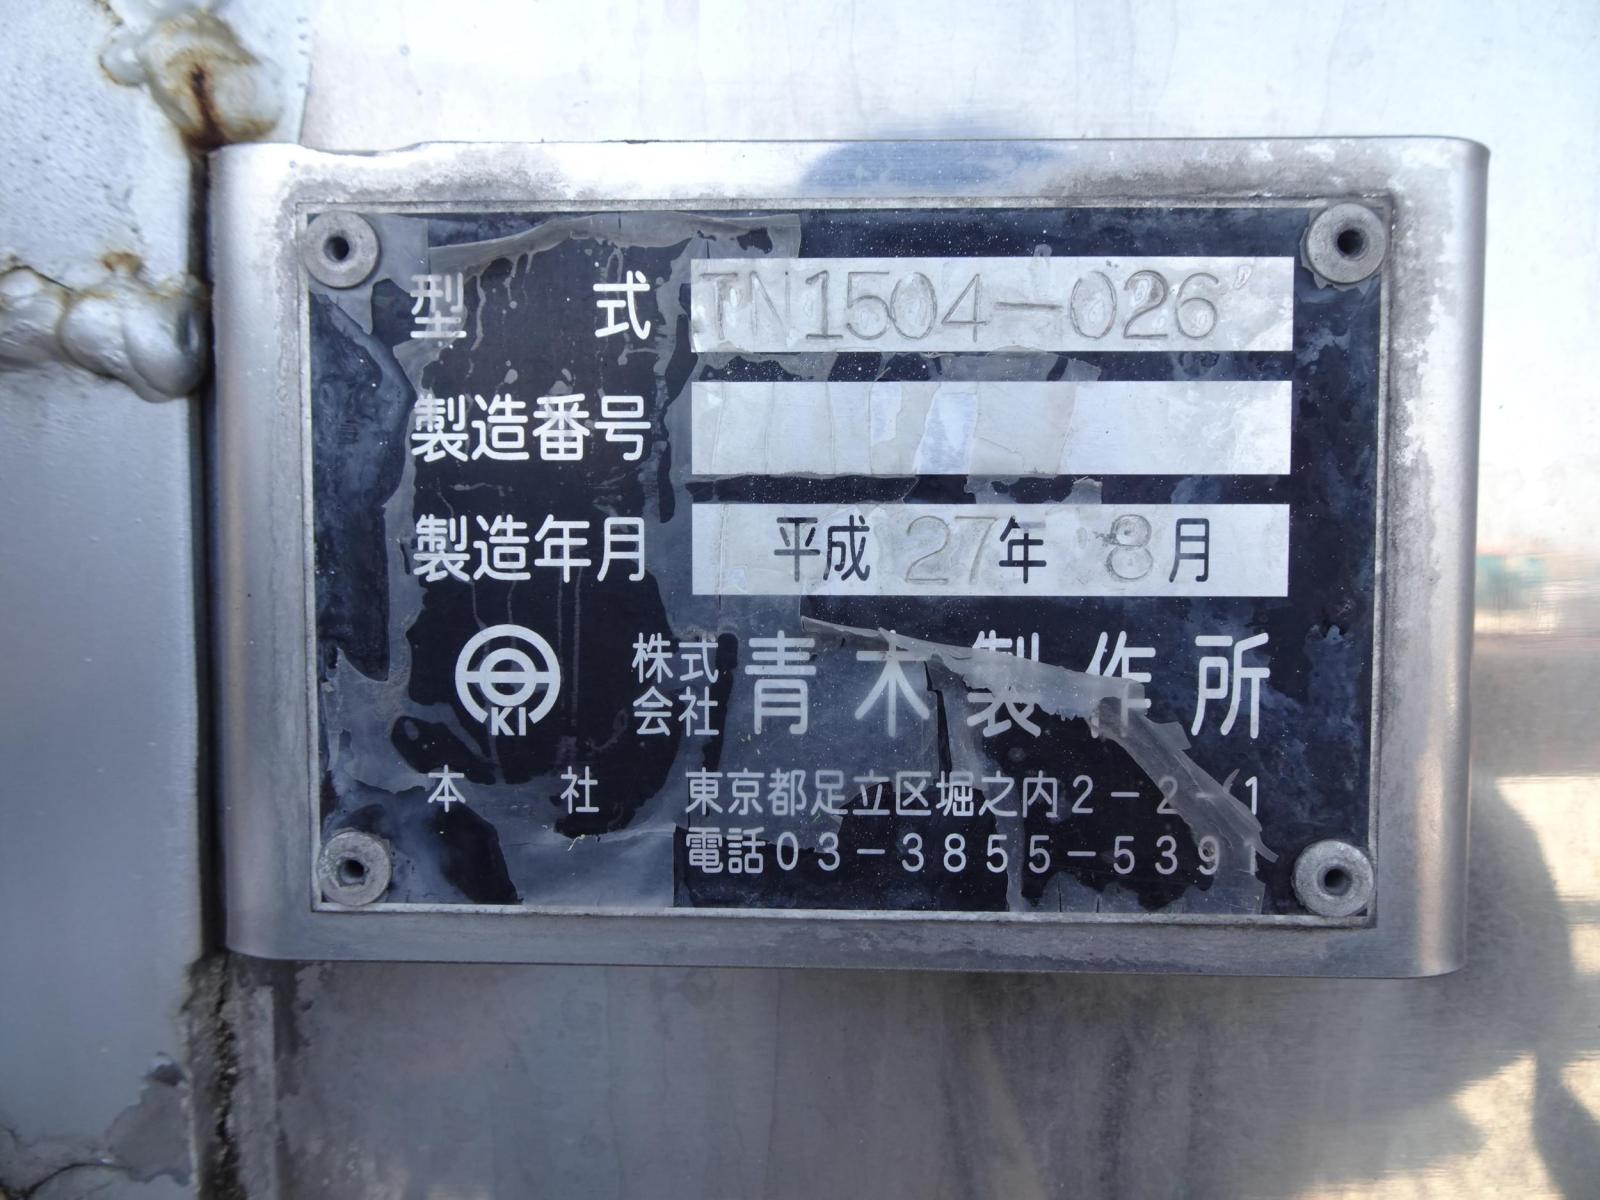 型式 TN1504-026
製造番号
製造年月 平成 27年 8月
KI 株式会社 青木製作所
本社 東京都足立区堀之内2-2-1
電話03-3855-539